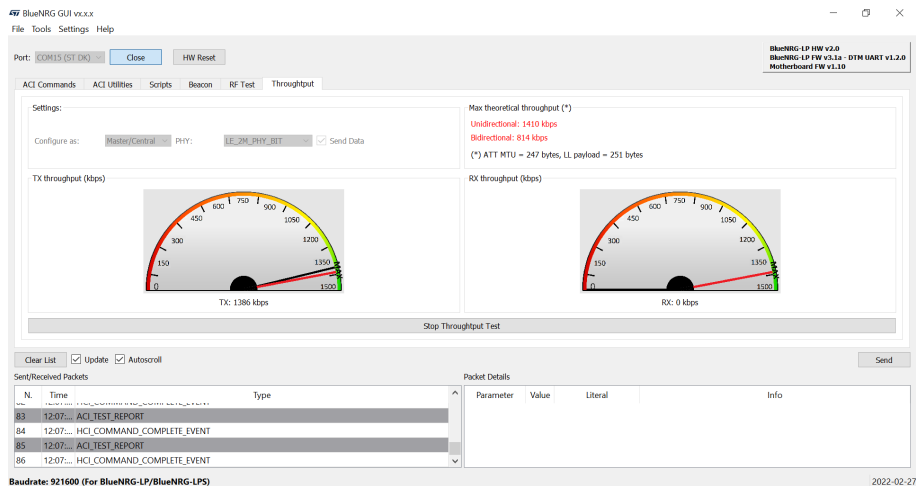 BlueNRG GUI vx.x.x
File Tools Settings Help
Port: COM15 (ST DK) Close HW Reset
BlueNRG-LP HW v2.0
BlueNRG-LP FW v3.1a - DTM UART v1.2.0
Motherboard FW v1.10
ACI Commands ACI Utilities Scripts Beacon RF Test Throughtput
Settings:
Configure as: Master/Central PHY: LE_2M_PHY_BIT Send Data
Max theoretical throughput (*)
Unidirectional: 1410 kbps
Bidirectional: 814 kbps
(*) ATT MTU = 247 bytes, LL payload = 251 bytes
TX throughput (kbps)
0 150 300 450 600 750 900 1050 1200 1350 1500
MAX
TX: 1386 kbps
RX throughput (kbps)
0 150 300 450 600 750 900 1050 1200 1350 1500
MAX
RX: 0 kbps
Stop Throughtput Test
Clear List Update Autoscroll Send
Sent/Received Packets
N. Time Type
82 12:07:... HCI_COMMAND_COMPLETE_EVENT
83 12:07:... ACI_TEST_REPORT
84 12:07:... HCI_COMMAND_COMPLETE_EVENT
85 12:07:... ACI_TEST_REPORT
86 12:07:... HCI_COMMAND_COMPLETE_EVENT
Packet Details
Parameter Value Literal Info
Baudrate: 921600 (For BlueNRG-LP/BlueNRG-LPS) 2022-02-27